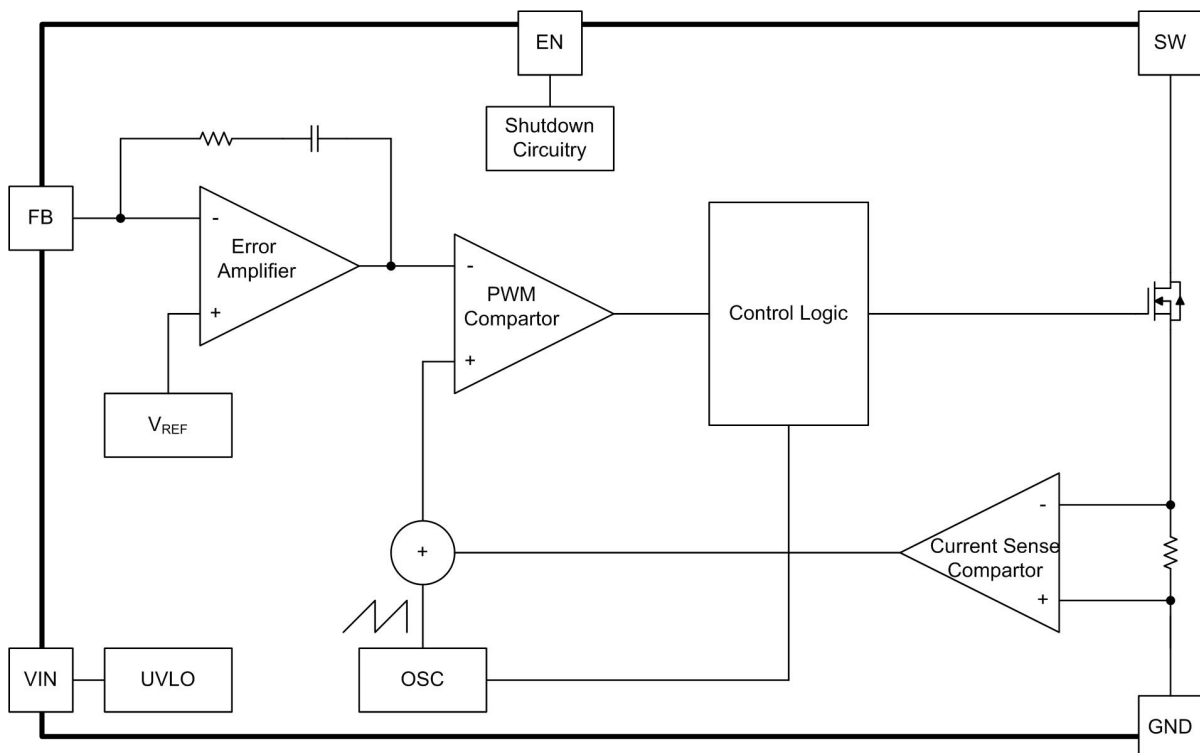 EN
SW
Shutdown
Circuitry
FB
-
Error
Amplifier
+
-
PWM
Compartor
+
Control Logic
VREF
-
Current Sense
Compartor
+
+
VIN
UVLO
OSC
GND